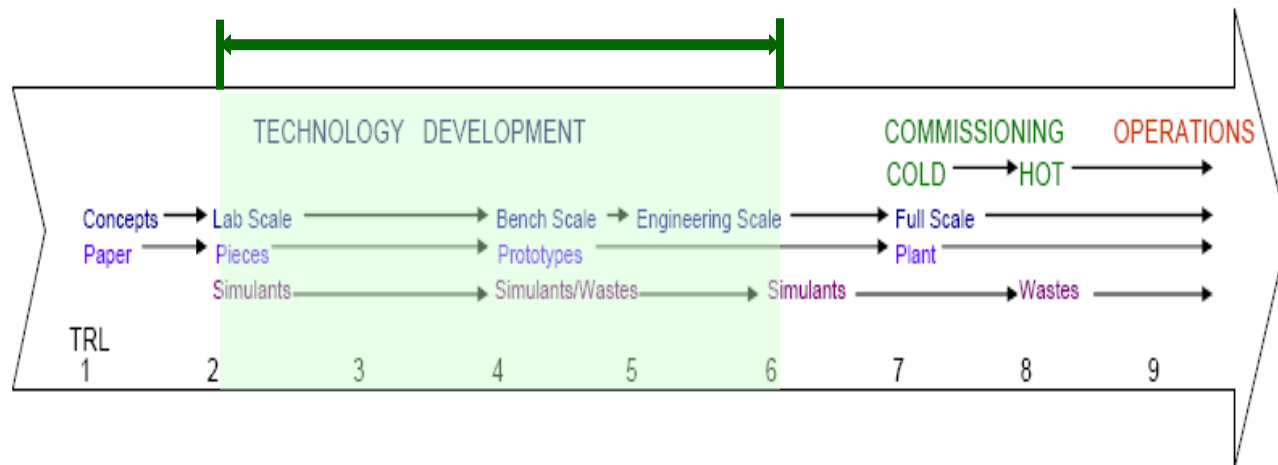 TECHNOLOGY DEVELOPMENT COMMISSIONING OPERATIONS
COLD HOT
Concepts Lab Scale Bench Scale Engineering Scale Full Scale
Paper Pieces Prototypes Plant
Simulants Simulants/Wastes Simulants Wastes
TRL
1 2 3 4 5 6 7 8 9